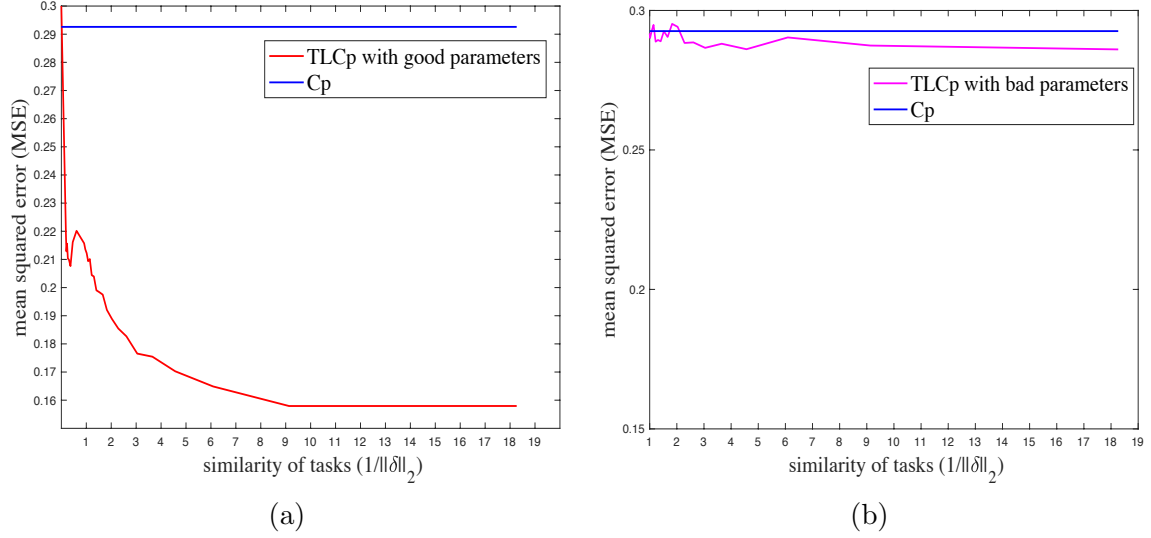 0.3
0.29
0.28
0.27
0.26
0.25
0.24
0.23
0.22
0.21
0.2
0.19
0.18
0.17
0.16
mean squared error (MSE)
TLCp with good parameters
Cp
1 2 3 4 5 6 7 8 9 10 11 12 13 14 15 16 17 18 19
similarity of tasks (1/||δ||₂)
(a)
0.3
0.25
0.2
0.15
mean squared error (MSE)
TLCp with bad parameters
Cp
1 2 3 4 5 6 7 8 9 10 11 12 13 14 15 16 17 18 19
similarity of tasks (1/||δ||₂)
(b)